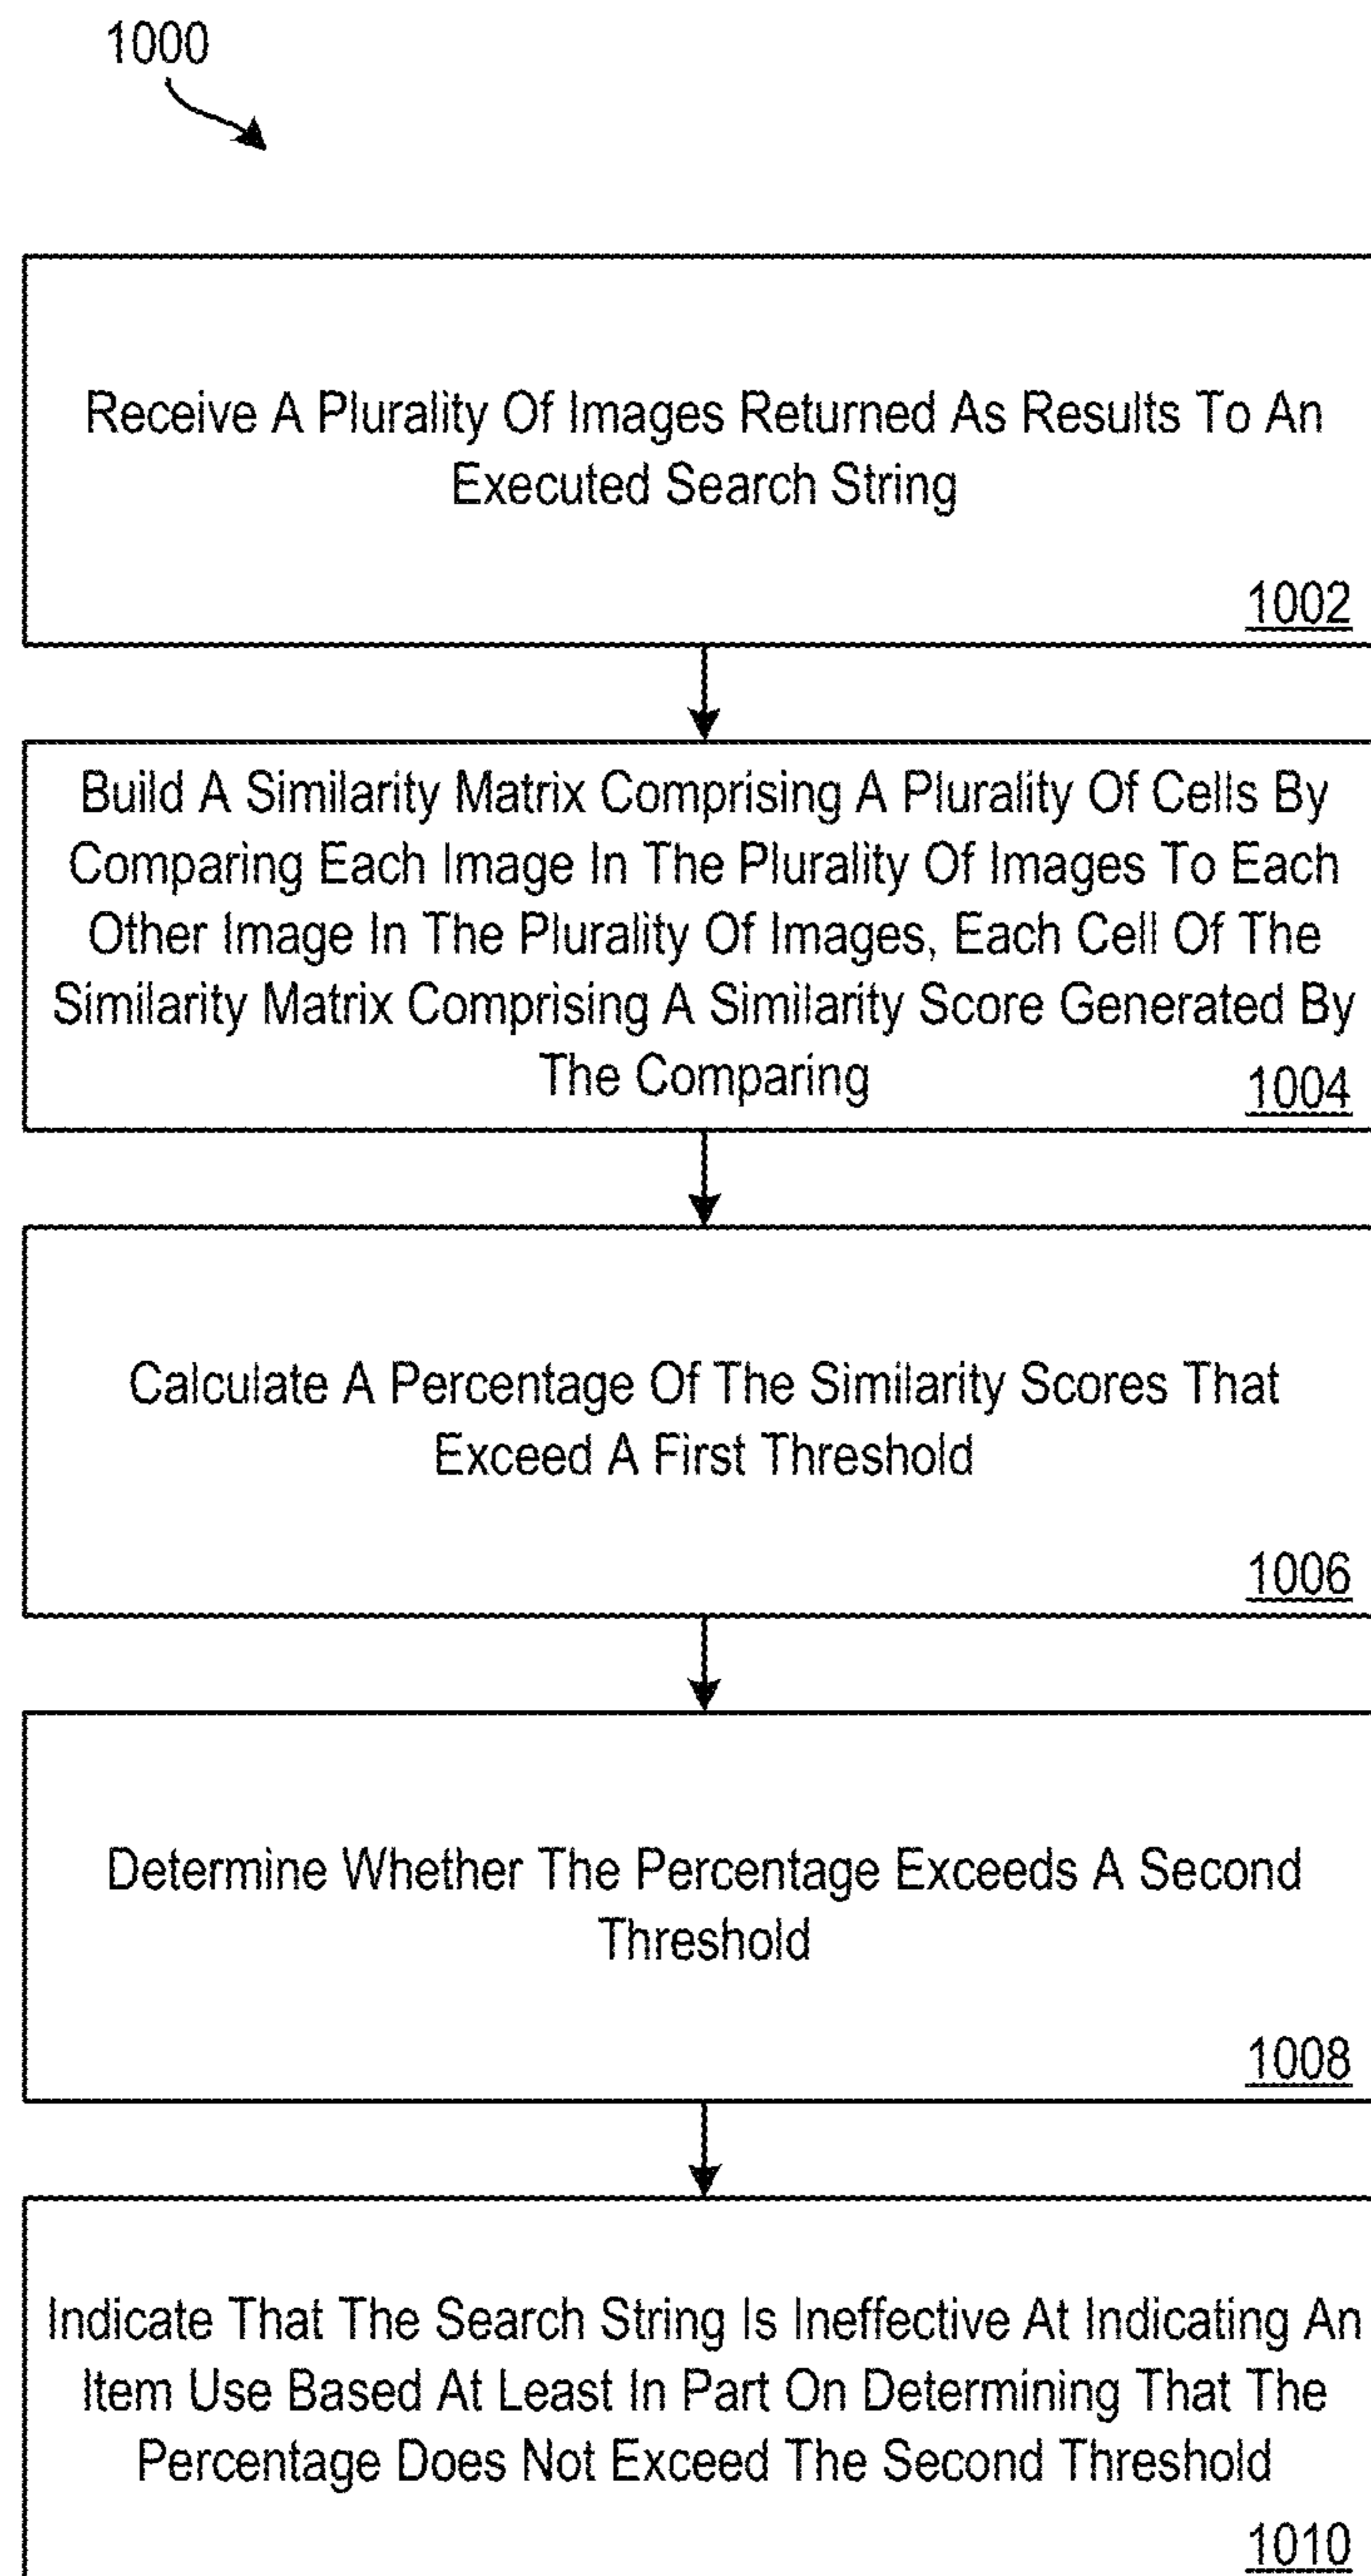 1000
Receive A Plurality Of Images Returned As Results To An
Executed Search String
1002
Build A Similarity Matrix Comprising A Plurality Of Cells By
Comparing Each Image In The Plurality Of Images To Each
Other Image In The Plurality Of Images, Each Cell Of The
Similarity Matrix Comprising A Similarity Score Generated By
The Comparing
1004
Calculate A Percentage Of The Similarity Scores That
Exceed A First Threshold
1006
Determine Whether The Percentage Exceeds A Second
Threshold
1008
Indicate That The Search String Is Ineffective At Indicating An
Item Use Based At Least In Part On Determining That The
Percentage Does Not Exceed The Second Threshold
1010